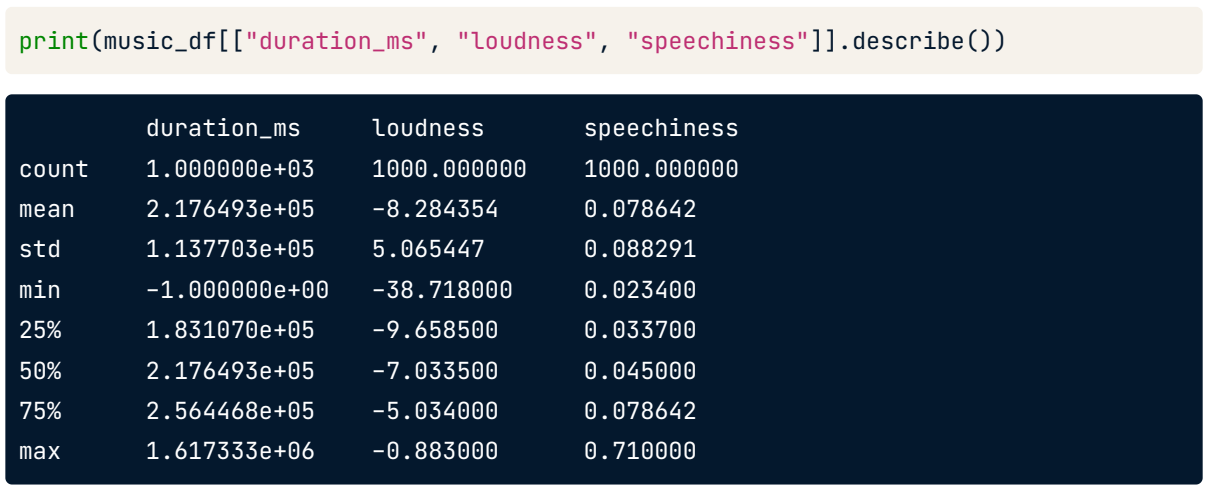 print(music_df[["duration_ms", "loudness", "speechiness"]].describe())
duration_ms loudness speechiness
count 1.000000e+03 1000.000000 1000.000000
mean 2.176493e+05 -8.284354 0.078642
std 1.137703e+05 5.065447 0.088291
min -1.000000e+00 -38.718000 0.023400
25% 1.831070e+05 -9.658500 0.033700
50% 2.176493e+05 -7.033500 0.045000
75% 2.564468e+05 -5.034000 0.078642
max 1.617333e+06 -0.883000 0.710000